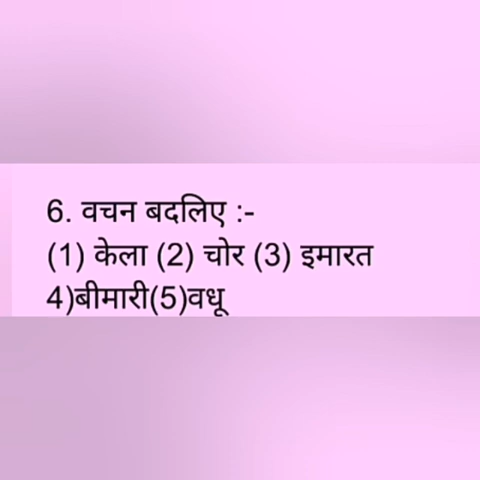 6. वचन बदलिए :-
(1) केला (2) चोर (3) इमारत
4)बीमारी(5)वधू